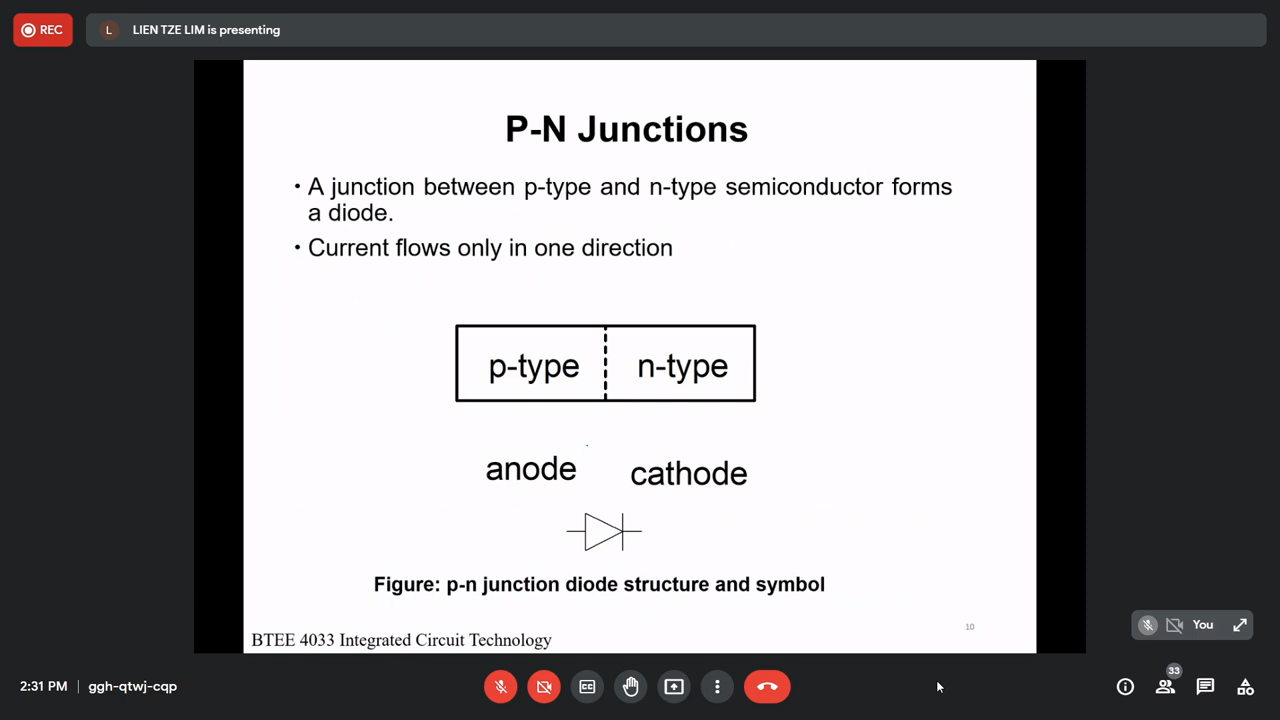 REC
L
LIEN TZE LIM is presenting
P-N Junctions
• A junction between p-type and n-type semiconductor forms
a diode.
• Current flows only in one direction
p-type
n-type
anode
cathode
Figure: p-n junction diode structure and symbol
10
BTEE 4033 Integrated Circuit Technology
You
2:31 PM | ggh-qtwj-cqp
CC
33